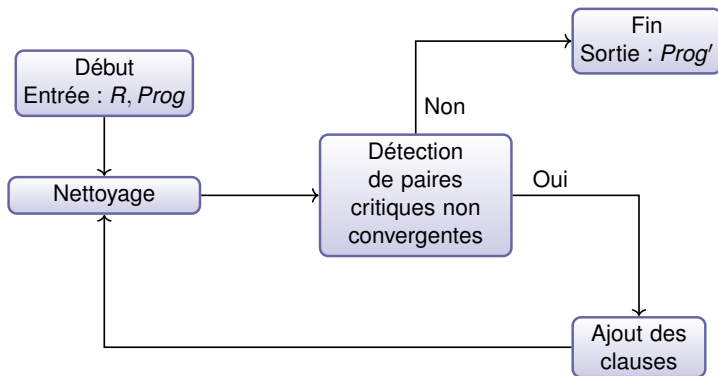 Début
Entrée : R, Prog
Nettoyage
Détection
de paires
critiques non
convergentes
Non
Fin
Sortie : Prog′
Oui
Ajout des
clauses